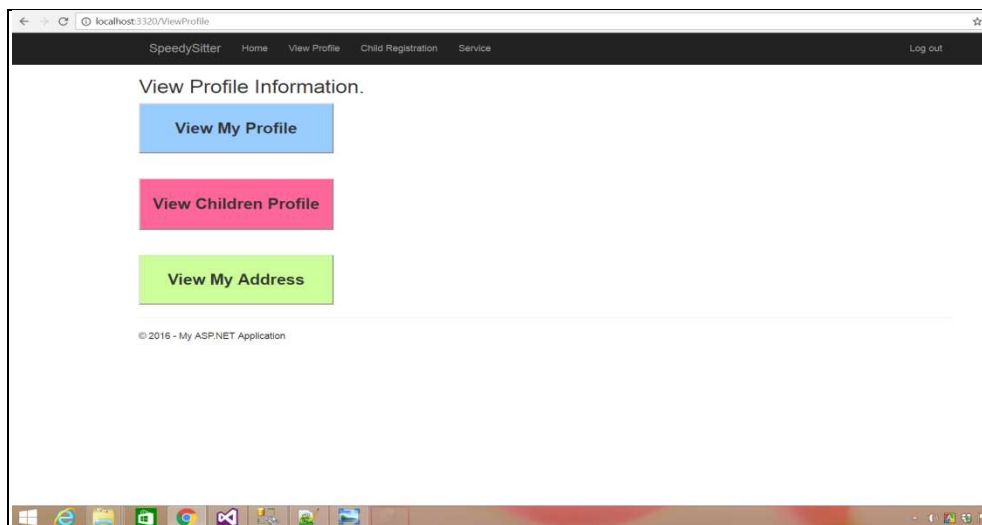 localhost:3320/ViewProfile
SpeedySitter Home View Profile Child Registration Service Log out
View Profile Information.
View My Profile
View Children Profile
View My Address
© 2016 - My ASP.NET Application